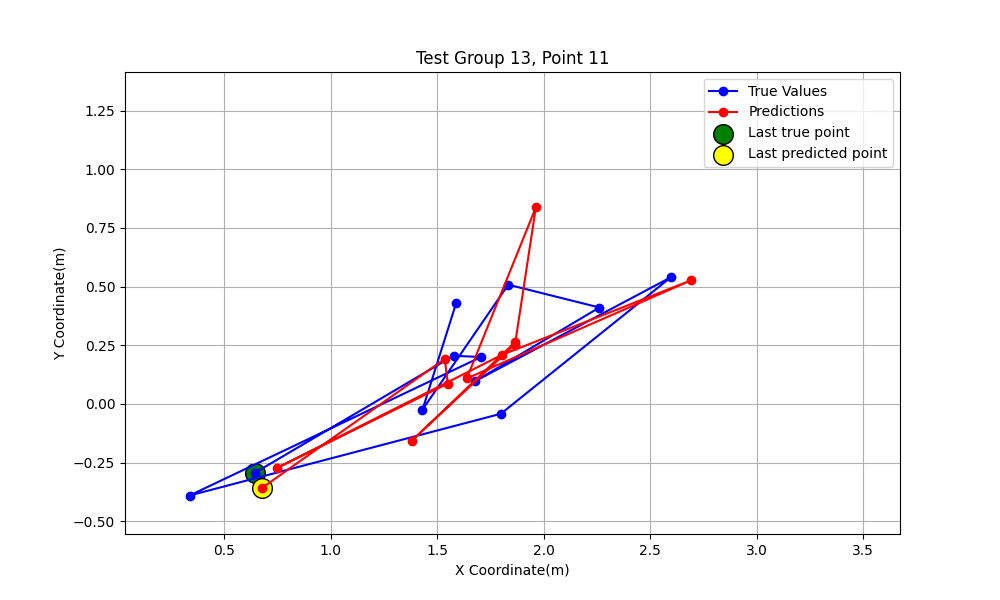 Test Group 13, Point 11
True Values
Predictions
Last true point
Last predicted point
Y Coordinate(m)
1.25
1.00
0.75
0.50
0.25
0.00
−0.25
−0.50
0.5 1.0 1.5 2.0 2.5 3.0 3.5
X Coordinate(m)